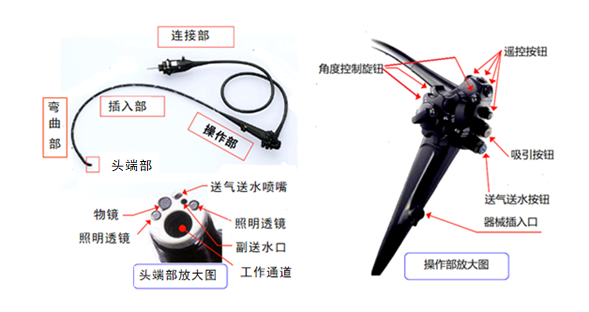 连接部
弯曲部
插入部
操作部
头端部
送气送水喷嘴
物镜
照明透镜
照明透镜
副送水口
工作通道
头端部放大图
遥控按钮
角度控制旋钮
吸引按钮
送气送水按钮
器械插入口
操作部放大图